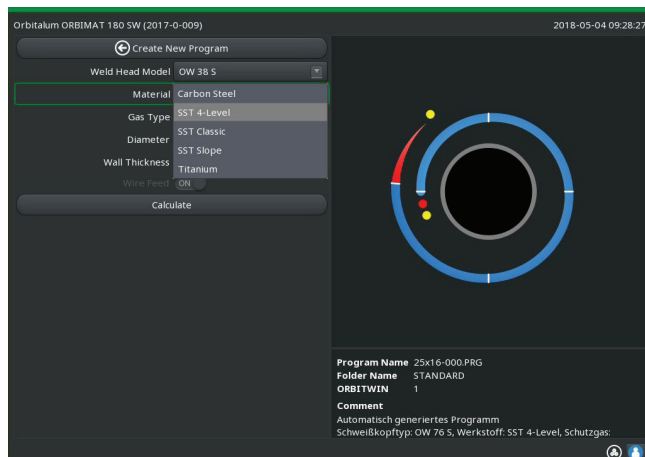 Orbitalum ORBIMAT 180 SW (2017-0-009)
2018-05-04 09:28:27
Create New Program
Weld Head Model OW 38 S
Material Carbon Steel
Gas Type SST 4-Level
SST Classic
Diameter
SST Slope
Wall Thickness
Titanium
Wire Feed ON
Calculate
Program Name 25x16-000.PRG
Folder Name STANDARD
ORBITWIN 1
Comment
Automatisch generiertes Programm
Schweißkopftyp: OW 76 S, Werkstoff: SST 4-Level, Schutzgas: